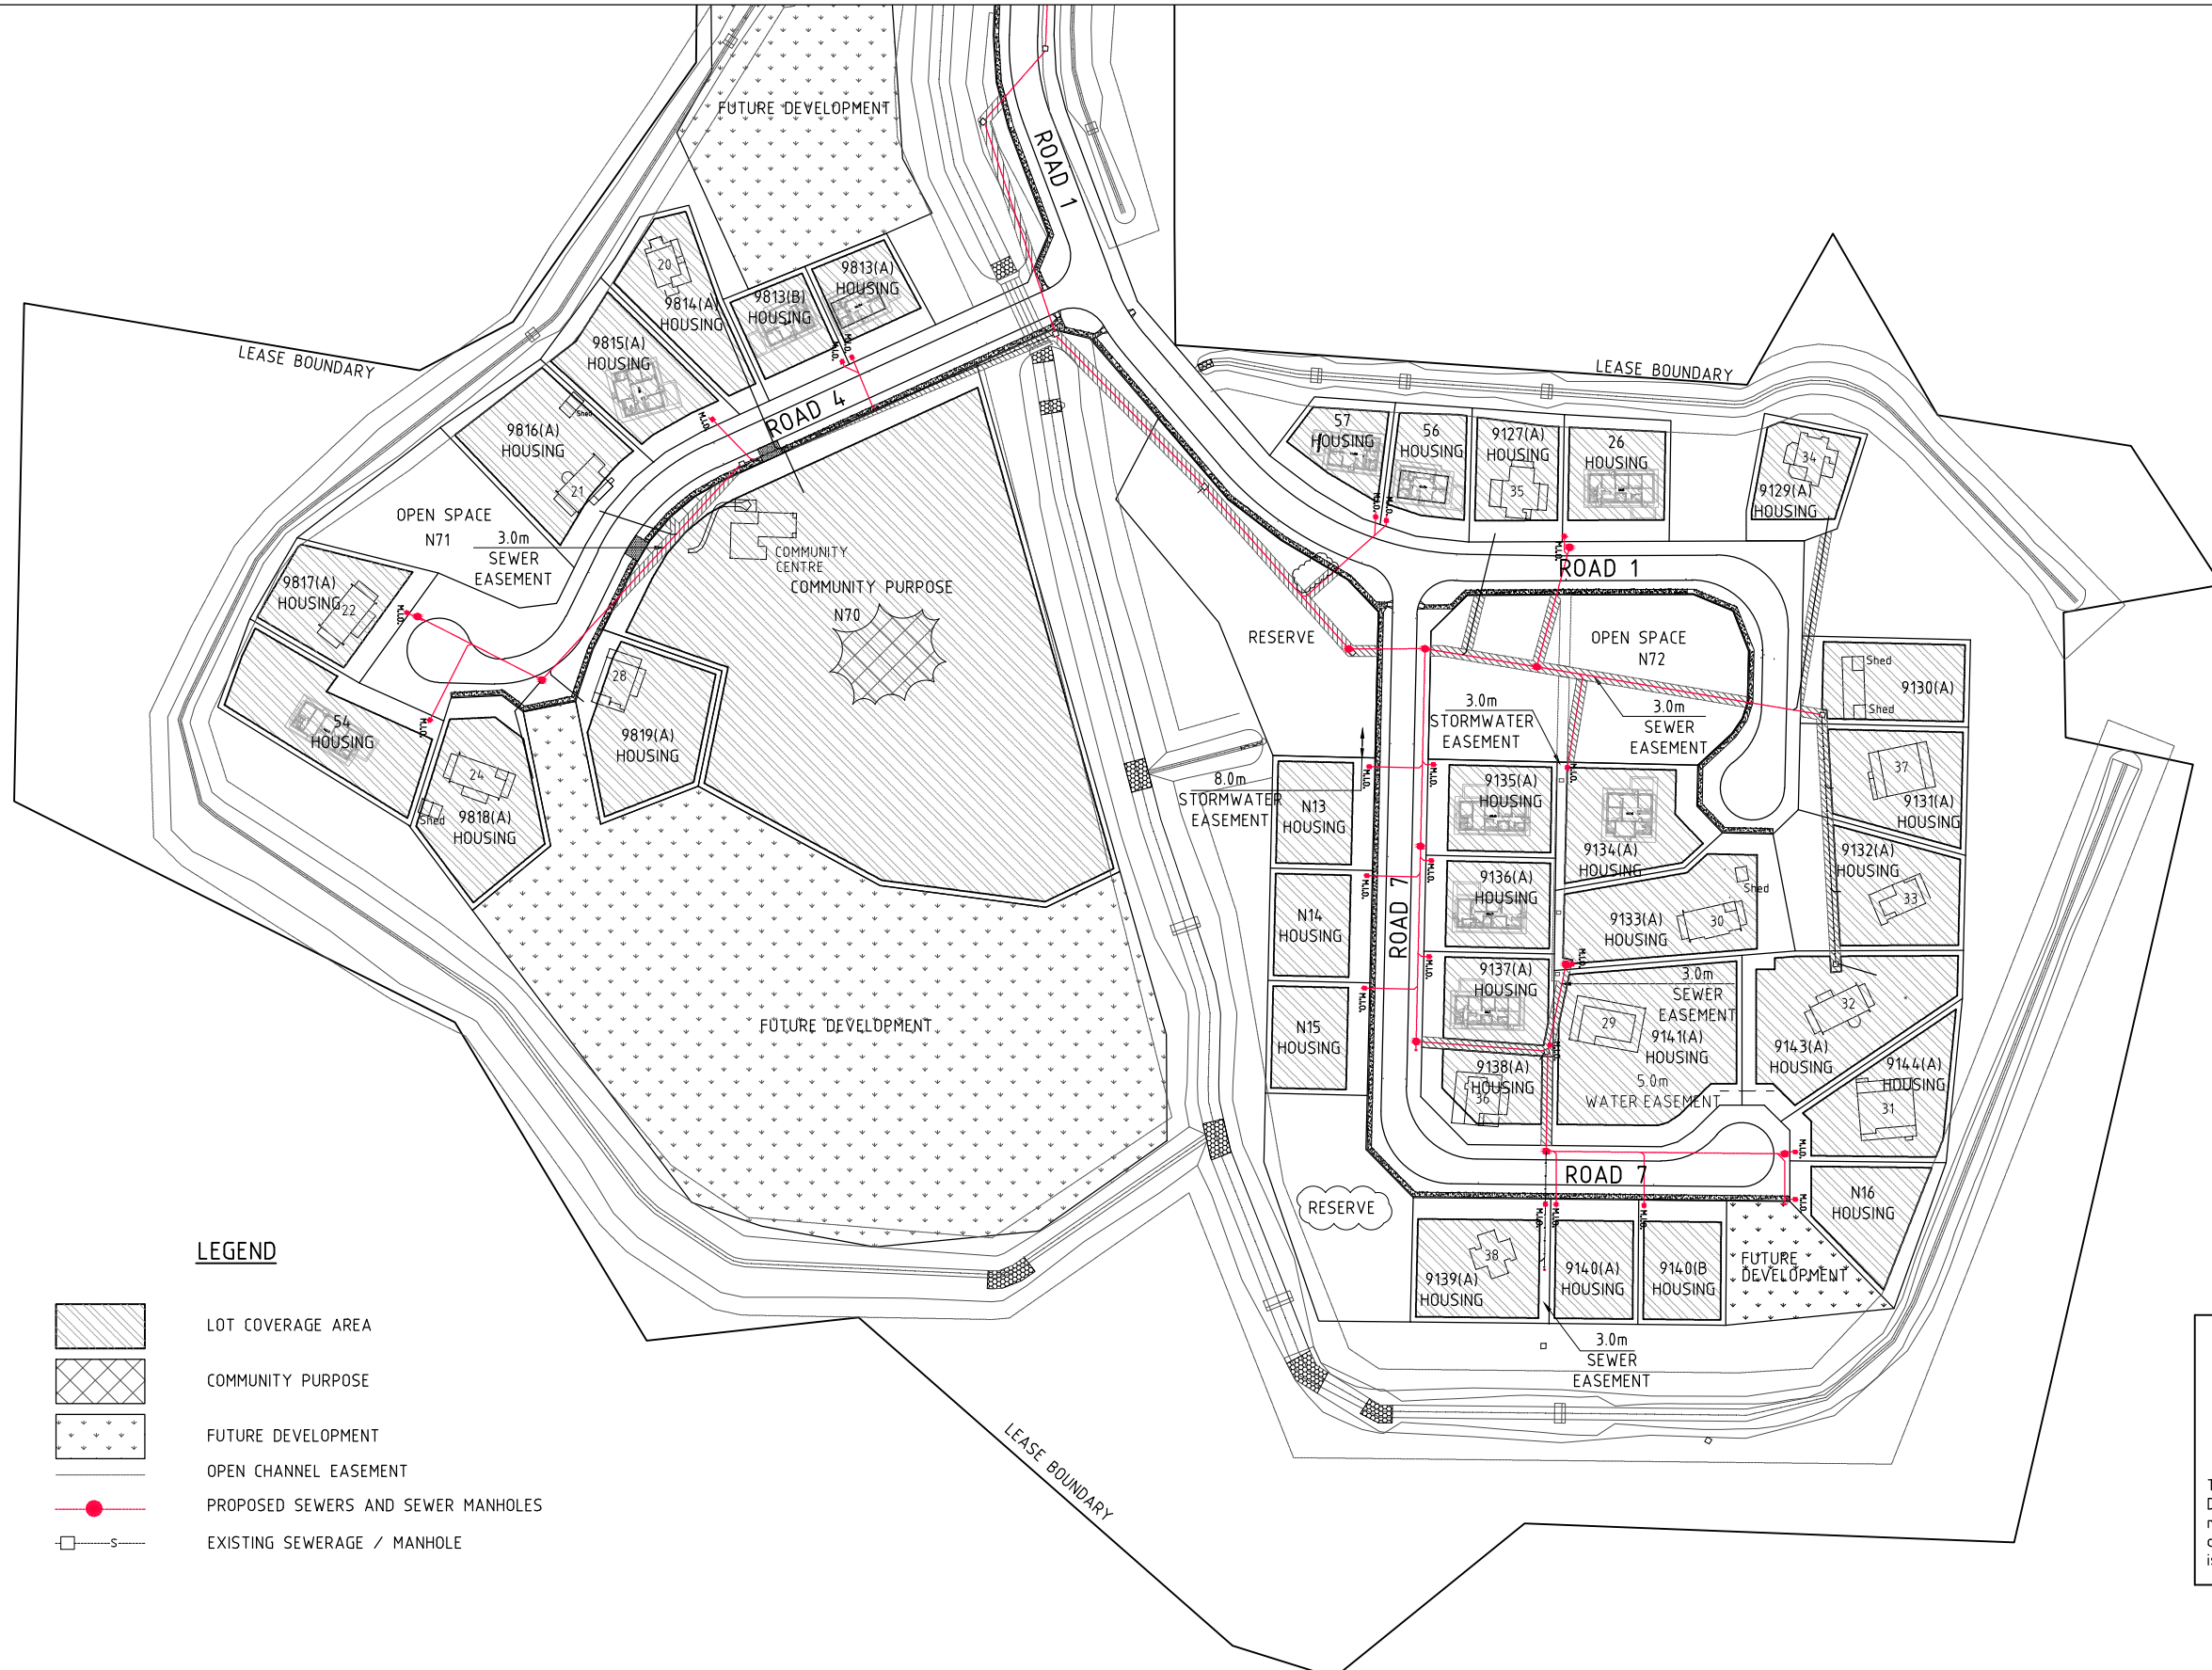 FUTURE DEVELOPMENT
ROAD 1
20
9814(A)
HOUSING
9813(B)
HOUSING
9813(A)
HOUSING
M.I.O.
M.I.O.
9815(A)
HOUSING
LEASE BOUNDARY
Shed
9816(A)
HOUSING
21
M.I.O.
ROAD 4
OPEN SPACE
N71
3.0m
SEWER
EASEMENT
COMMUNITY
CENTRE
COMMUNITY PURPOSE
N70
9817(A)
HOUSING
22
M.I.O.
54
HOUSING
M.I.O.
24
Shed
9818(A)
HOUSING
28
9819(A)
HOUSING
FUTURE DEVELOPMENT
LEASE BOUNDARY
57
HOUSING
56
HOUSING
9127(A)
HOUSING
35
26
HOUSING
34
9129(A)
HOUSING
M.I.O.
M.I.O.
M.I.O.
ROAD 1
RESERVE
OPEN SPACE
N72
3.0m
STORMWATER
EASEMENT
3.0m
SEWER
EASEMENT
Shed
9130(A)
Shed
37
9131(A)
HOUSING
8.0m
STORMWATER
EASEMENT
M.I.O.
M.I.O.
M.I.O.
N13
HOUSING
9135(A)
HOUSING
9134(A)
HOUSING
9132(A)
HOUSING
33
M.I.O.
M.I.O.
N14
HOUSING
ROAD 7
9136(A)
HOUSING
Shed
9133(A)
HOUSING
30
M.I.O.
M.I.O.
M.I.O.
N15
HOUSING
9137(A)
HOUSING
3.0m
SEWER
EASEMENT
29
9141(A)
HOUSING
32
9143(A)
HOUSING
M.I.O.
9138(A)
HOUSING
36
5.0m
WATER EASEMENT
9144(A)
HOUSING
31
M.I.O.
ROAD 7
RESERVE
M.I.O.
M.I.O.
M.I.O.
M.I.O.
N16
HOUSING
38
9139(A)
HOUSING
9140(A)
HOUSING
9140(B
HOUSING
FUTURE
DEVELOPMENT
3.0m
SEWER
EASEMENT
LEASE BOUNDARY
LEGEND
LOT COVERAGE AREA
COMMUNITY PURPOSE
FUTURE DEVELOPMENT
OPEN CHANNEL EASEMENT
PROPOSED SEWERS AND SEWER MANHOLES
S
EXISTING SEWERAGE / MANHOLE